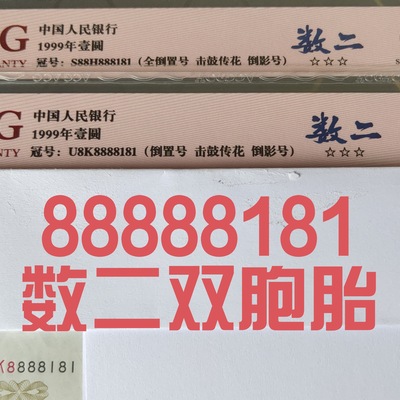 G
中国人民银行
1999年壹圆
NTY 冠号：S88H888181（全倒置号 击鼓传花 倒影号）
数二
☆☆☆
G
中国人民银行
1999年壹圆
NTY 冠号：U8K8888181（倒置号 击鼓传花 倒影号）
数二
☆☆☆
88888181
数二双胞胎
K8888181